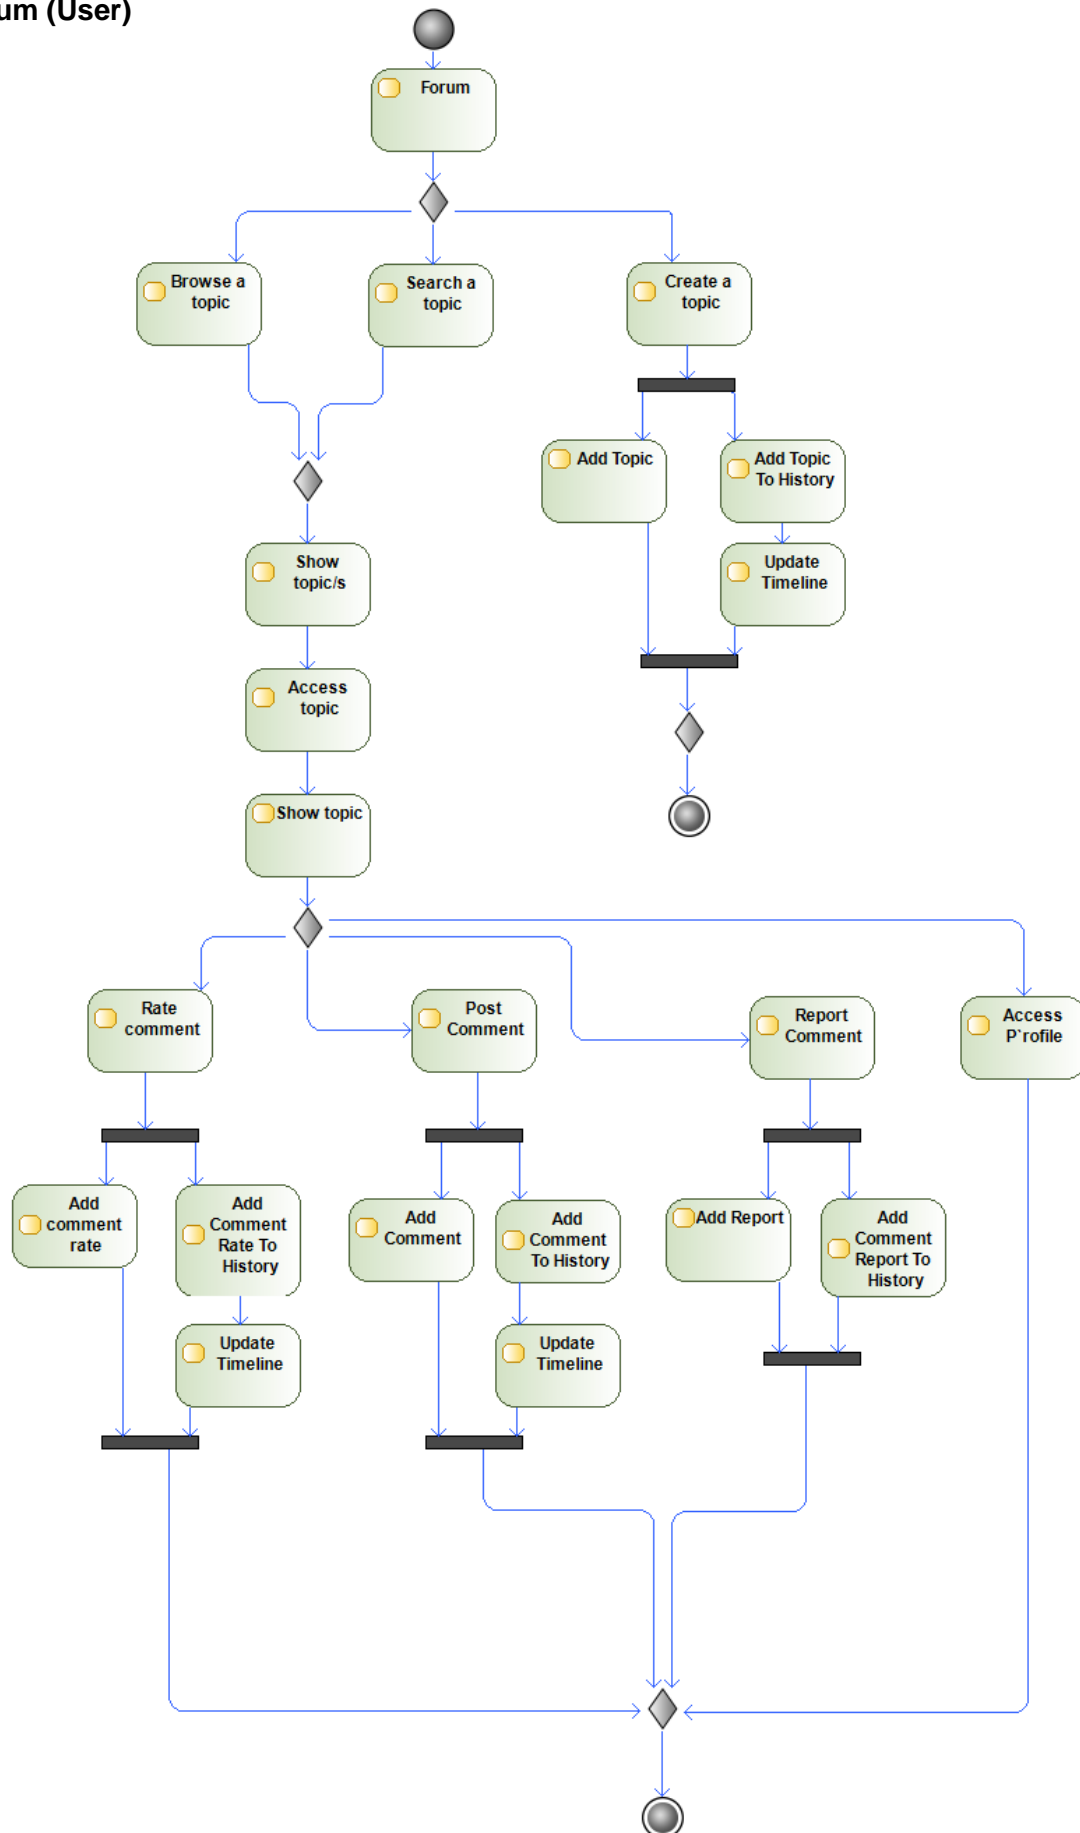 um (User)
Forum
Browse a
topic
Search a
topic
Create a
topic
Add Topic
Add Topic
To History
Show
topic/s
Update
Timeline
Access
topic
Show topic
Rate
comment
Post
Comment
Report
Comment
Access
P`rofile
Add
comment
rate
Add
Comment
Rate To
History
Add
Comment
Add
Comment
To History
Add Report
Add
Comment
Report To
History
Update
Timeline
Update
Timeline